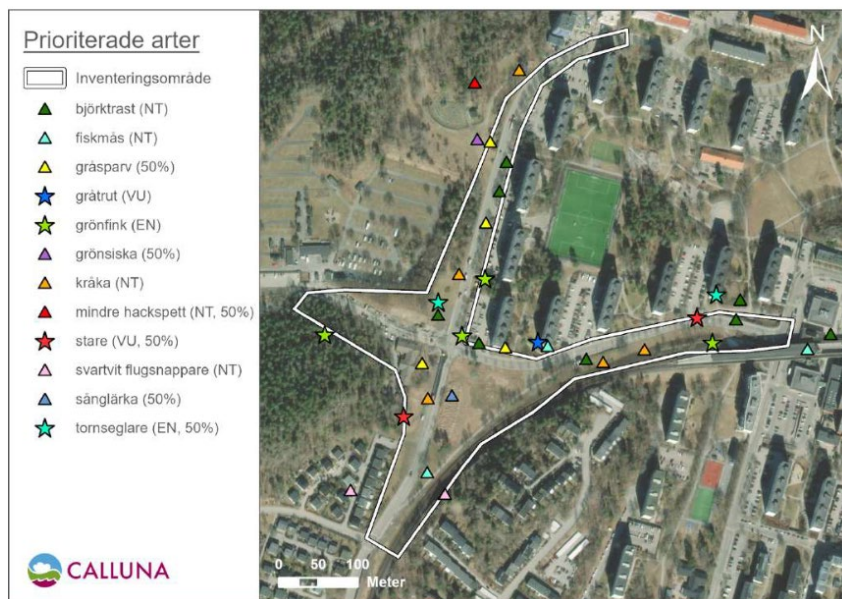 Prioriterade arter
Inventeringsområde
björktrast (NT)
fiskmås (NT)
gråsparv (50%)
gråtrut (VU)
grönfink (EN)
grönsiska (50%)
kråka (NT)
mindre hackspett (NT, 50%)
stare (VU, 50%)
svartvit flugsnappare (NT)
sånglärka (50%)
tornseglare (EN, 50%)
CALLUNA
N
0 50 100
Meter